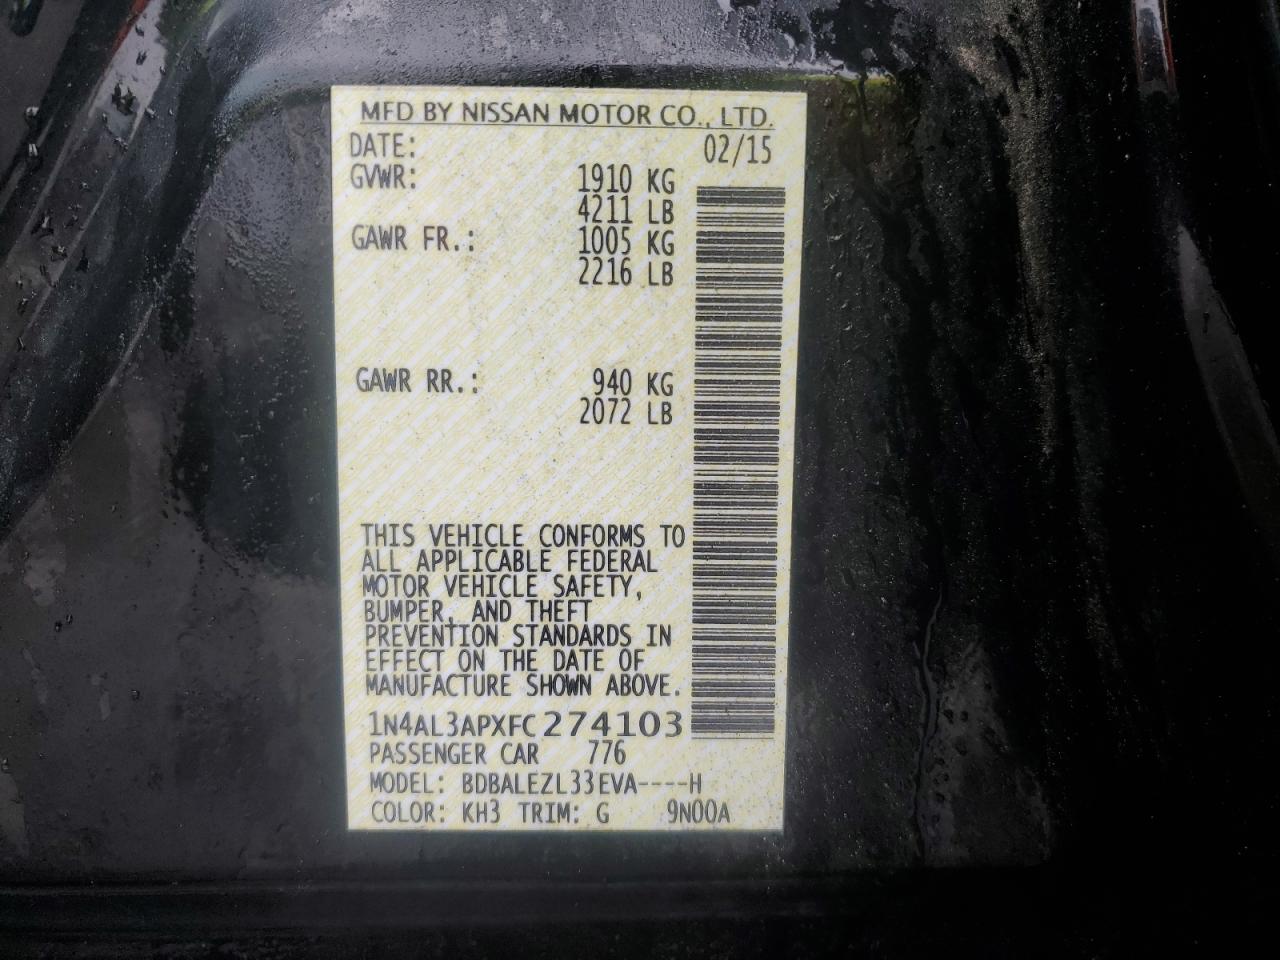 MFD BY NISSAN MOTOR CO., LTD.
DATE: 02/15
GVWR: 1910 KG
4211 LB
GAWR FR.: 1005 KG
2216 LB
GAWR RR.: 940 KG
2072 LB
THIS VEHICLE CONFORMS TO
ALL APPLICABLE FEDERAL
MOTOR VEHICLE SAFETY,
BUMPER, AND THEFT
PREVENTION STANDARDS IN
EFFECT ON THE DATE OF
MANUFACTURE SHOWN ABOVE.
1N4AL3APXFC274103
PASSENGER CAR 776
MODEL: BDBALEZL33EVA----H
COLOR: KH3 TRIM: G 9N00A